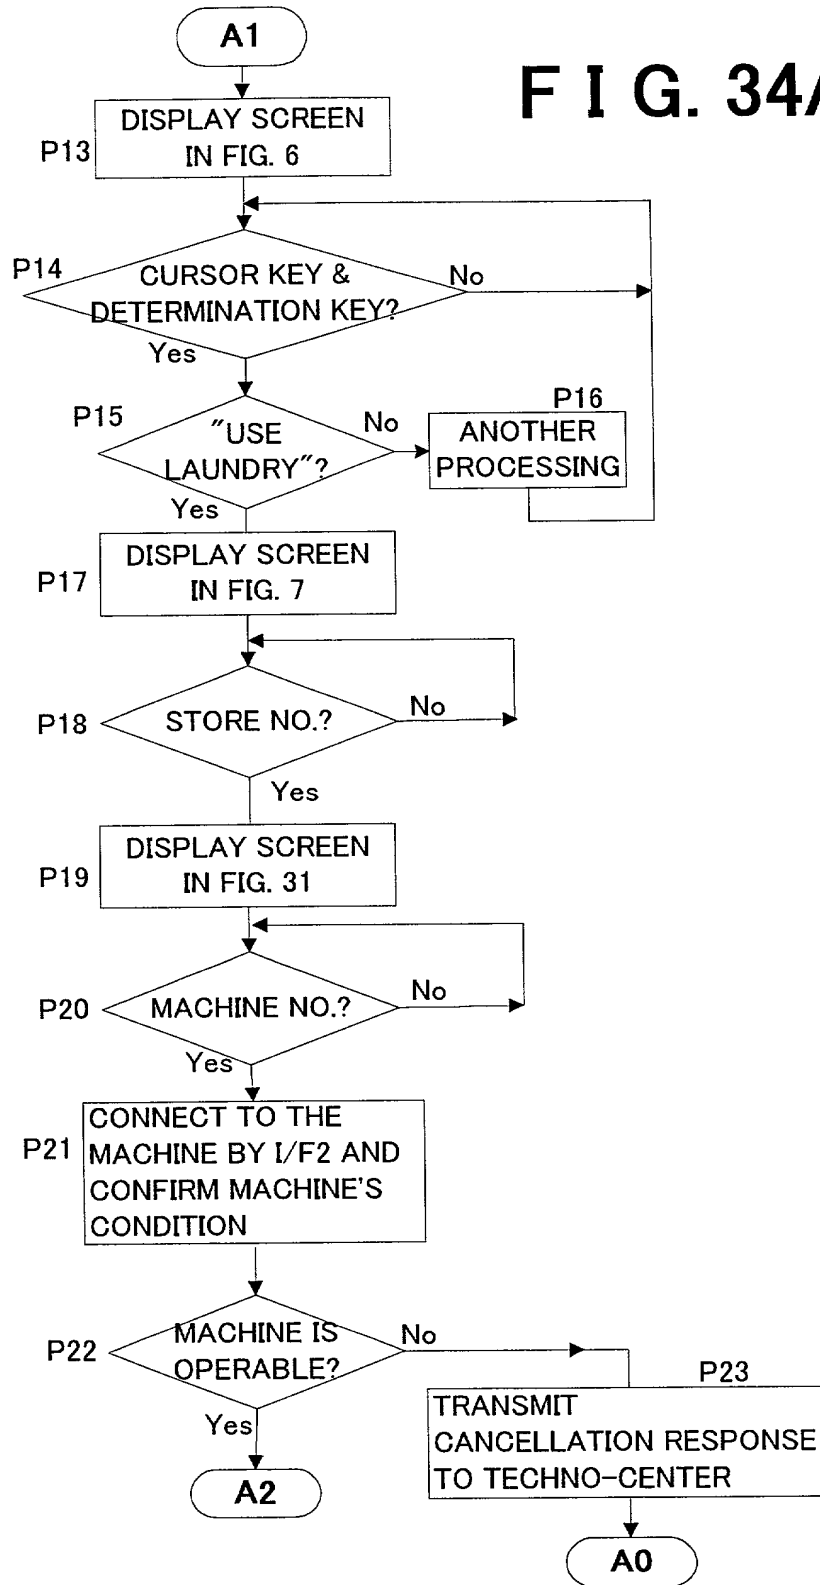 A1
F I G. 34A
P13
DISPLAY SCREEN
IN FIG. 6
P14
CURSOR KEY &
DETERMINATION KEY?
No
Yes
P15
"USE
LAUNDRY"?
No
P16
ANOTHER
PROCESSING
Yes
P17
DISPLAY SCREEN
IN FIG. 7
P18
STORE NO.?
No
Yes
P19
DISPLAY SCREEN
IN FIG. 31
P20
MACHINE NO.?
No
Yes
P21
CONNECT TO THE
MACHINE BY I/F2 AND
CONFIRM MACHINE'S
CONDITION
P22
MACHINE IS
OPERABLE?
No
Yes
P23
TRANSMIT
CANCELLATION RESPONSE
TO TECHNO-CENTER
A2
A0